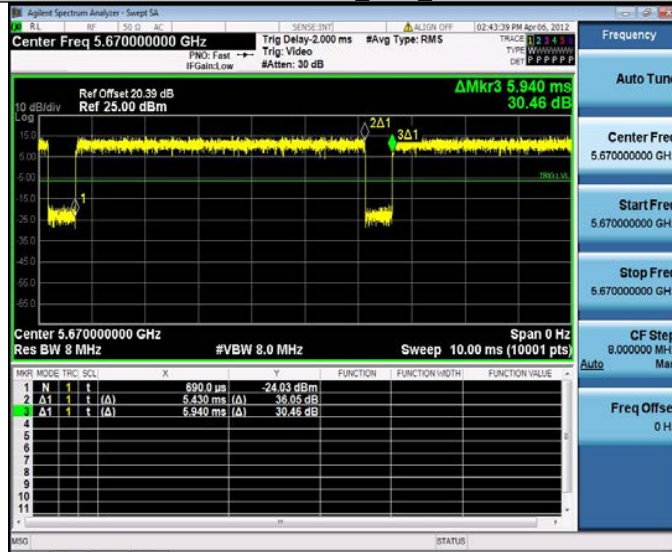 Agilent Spectrum Analyzer - Swept SA
RL RF 50 Ω AC SENSE:INT ALIGN OFF 02:43:39 PM Apr 06, 2012
Center Freq 5.670000000 GHz
PNO: Fast
IFGain:Low
Trig Delay-2.000 ms
Trig: Video
#Atten: 30 dB
#Avg Type: RMS
TRACE 1 2 3 4 5 6
TYPE WWWWWW
DET P P P P P P
Frequency
Auto Tune
Ref Offset 20.39 dB
10 dB/div Ref 25.00 dBm
Log
ΔMkr3 5.940 ms
30.46 dB
15.0
5.00
-5.00
-15.0
-25.0
-35.0
-45.0
-55.0
-65.0
1
2Δ1
3Δ1
TRIG LVL
Center Freq
5.670000000 GH
Start Freq
5.670000000 GH
Stop Freq
5.670000000 GH
CF Step
8.000000 MH
Auto Man
Freq Offse
0 H
Center 5.670000000 GHz Span 0 Hz
Res BW 8 MHz #VBW 8.0 MHz Sweep 10.00 ms (10001 pts)
MKR MODE TRC SCL X Y FUNCTION FUNCTION WIDTH FUNCTION VALUE
1 N 1 t 690.0 µs -24.03 dBm
2 Δ1 1 t (Δ) 5.430 ms (Δ) 36.05 dB
3 Δ1 1 t (Δ) 5.940 ms (Δ) 30.46 dB
4
5
6
7
8
9
10
11
MSG STATUS